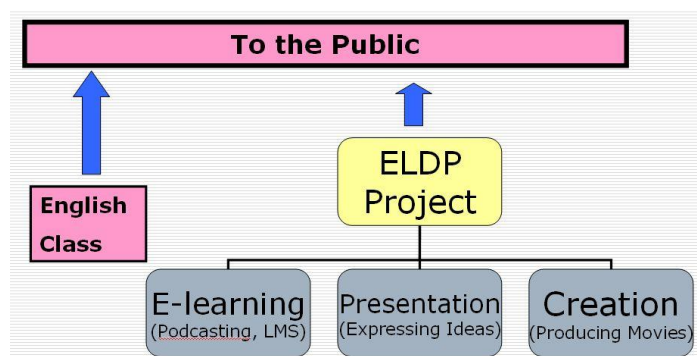 To the Public
English
Class
ELDP
Project
E-learning
(Podcasting, LMS)
Presentation
(Expressing Ideas)
Creation
(Producing Movies)